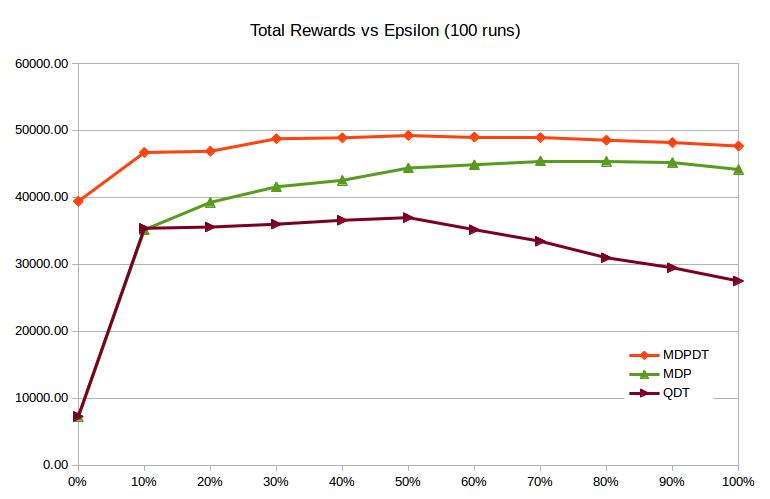 Total Rewards vs Epsilon (100 runs)
60000.00
50000.00
40000.00
30000.00
20000.00
10000.00
0.00
MDPDT
MDP
QDT
0% 10% 20% 30% 40% 50% 60% 70% 80% 90% 100%